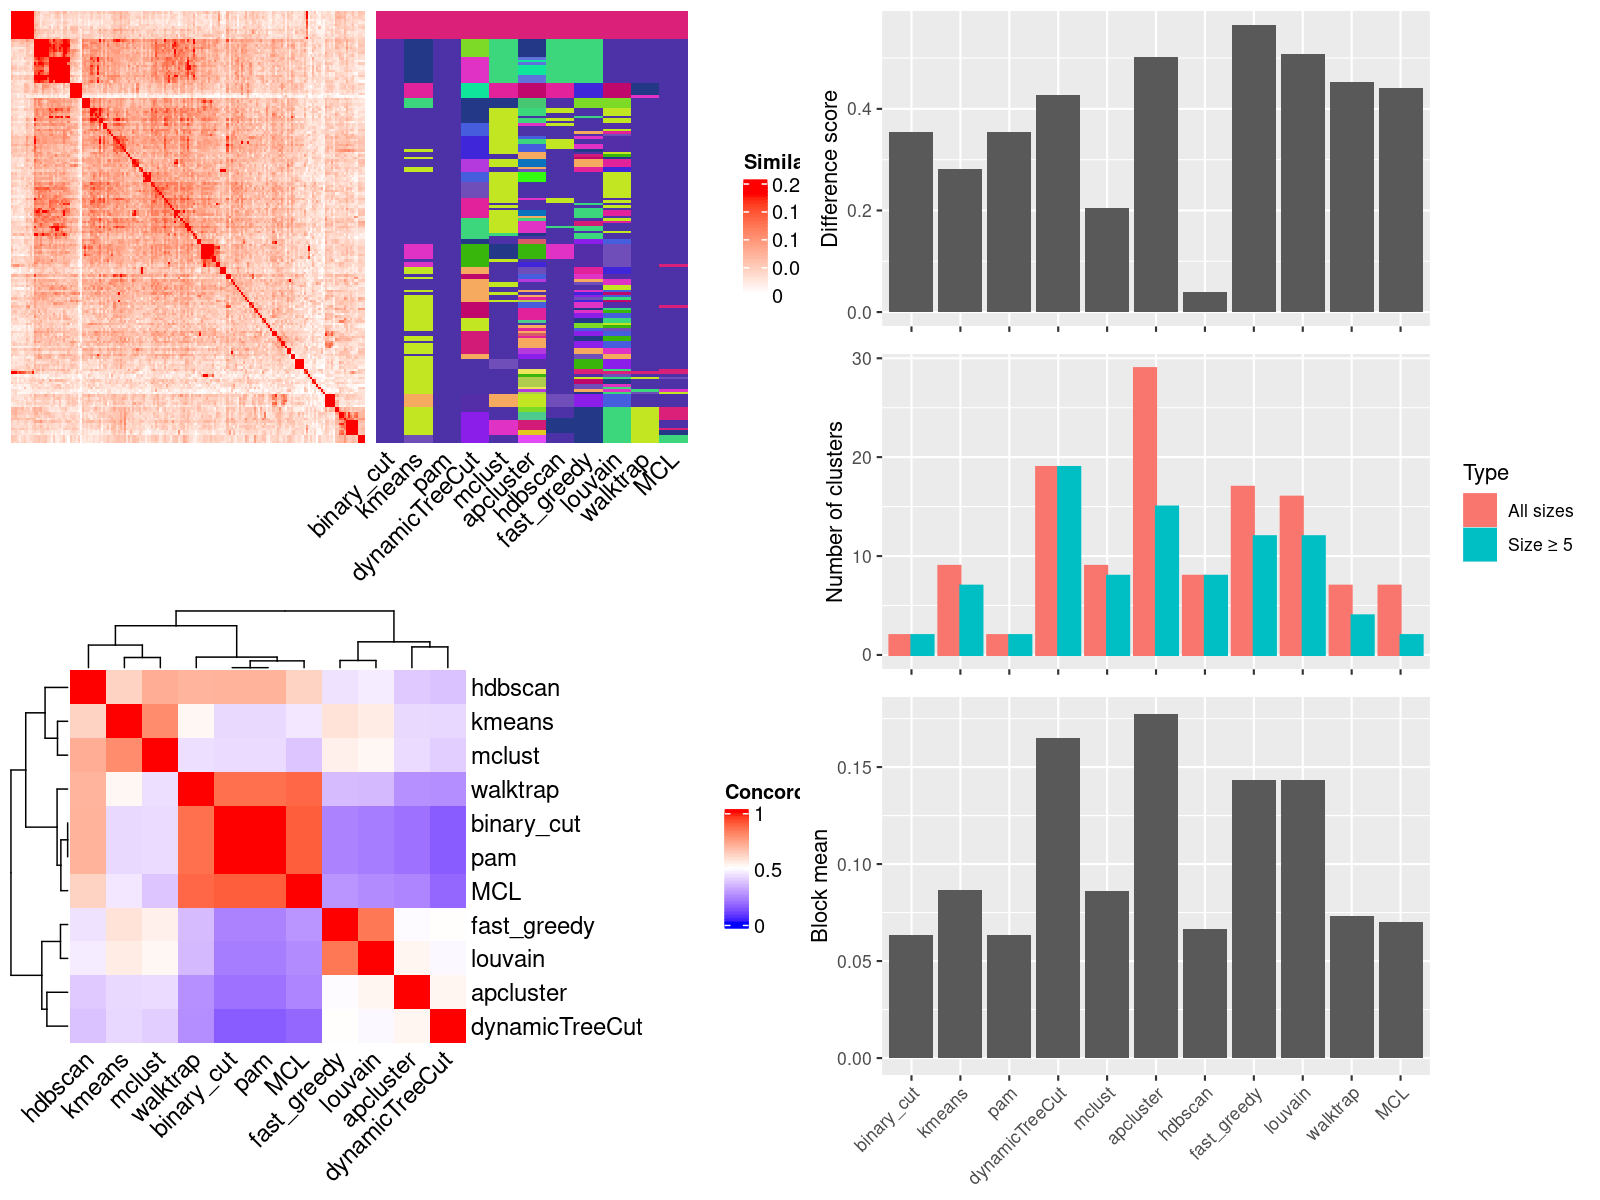 Simila
0.2
0.1
0.1
0.0
0
binary_cut
kmeans
pam
dynamicTreeCut
mclust
apcluster
hdbscan
fast_greedy
louvain
walktrap
MCL
hdbscan
kmeans
mclust
walktrap
binary_cut
pam
MCL
fast_greedy
louvain
apcluster
dynamicTreeCut
hdbscan
kmeans
mclust
walktrap
binary_cut
pam
MCL
fast_greedy
louvain
apcluster
dynamicTreeCut
Concord
1
0.5
0
Difference score
0.4
0.2
0.0
Number of clusters
30
20
10
0
Type
All sizes
Size ≥ 5
Block mean
0.15
0.10
0.05
0.00
binary_cut
kmeans
pam
dynamicTreeCut
mclust
apcluster
hdbscan
fast_greedy
louvain
walktrap
MCL